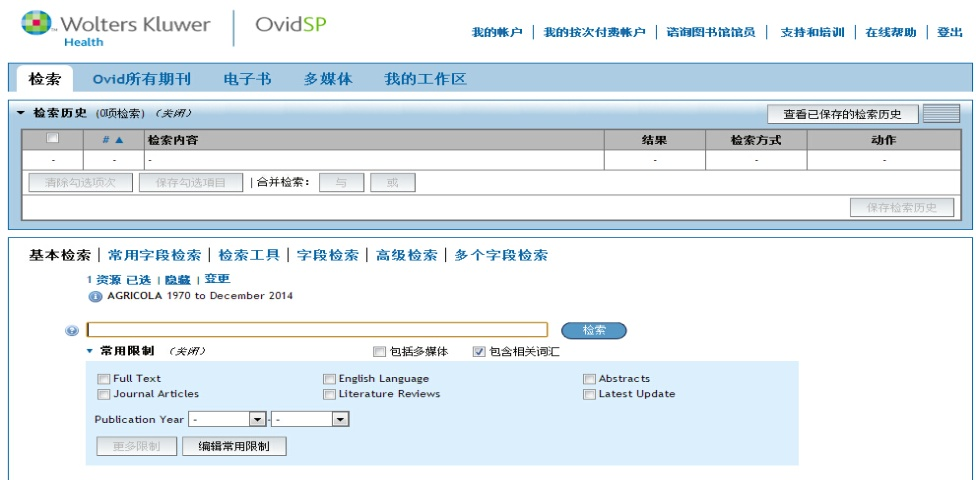 Wolters Kluwer OvidSP
Health
我的帐户 | 我的按次付费帐户 | 咨询图书馆馆员 | 支持和培训 | 在线帮助 | 登出
检索 Ovid所有期刊 电子书 多媒体 我的工作区
▼ 检索历史 (0项检索) (关闭) 查看已保存的检索历史
# ▲ 检索内容 结果 检索方式 动作
- - - - - -
清除勾选项次 保存勾选项目 | 合并检索: 与 或
保存检索历史
基本检索 | 常用字段检索 | 检索工具 | 字段检索 | 高级检索 | 多个字段检索
1 资源 已选 | 隐藏 | 变更
AGRICOLA 1970 to December 2014
检索
▼ 常用限制 (关闭) 包括多媒体 包含相关词汇
Full Text English Language Abstracts
Journal Articles Literature Reviews Latest Update
Publication Year - - -
更多限制 编辑常用限制